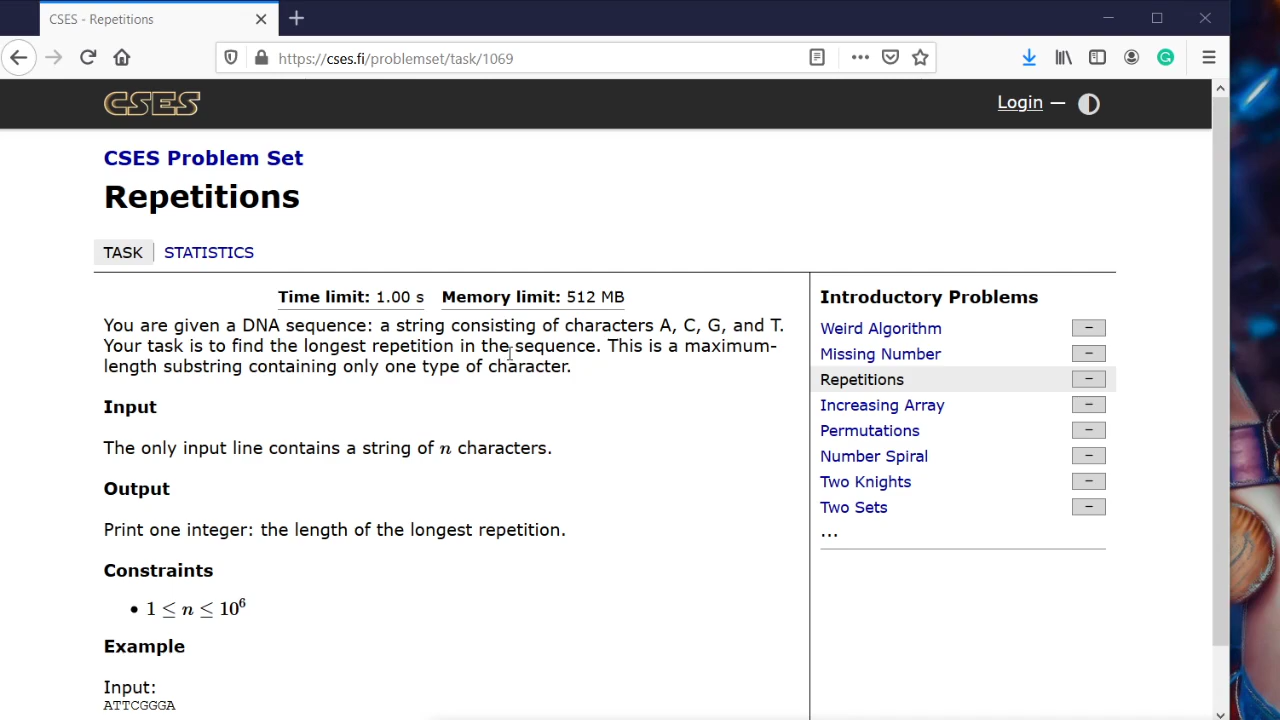 CSES - Repetitions
https://cses.fi/problemset/task/1069
CSES
Login —
CSES Problem Set
Repetitions
TASK
STATISTICS
Time limit: 1.00 s Memory limit: 512 MB
You are given a DNA sequence: a string consisting of characters A, C, G, and T.
Your task is to find the longest repetition in the sequence. This is a maximum-
length substring containing only one type of character.
Input
The only input line contains a string of n characters.
Output
Print one integer: the length of the longest repetition.
Constraints
• 1 ≤ n ≤ 10⁶
Example
Input:
ATTCGGGA
Introductory Problems
Weird Algorithm –
Missing Number –
Repetitions –
Increasing Array –
Permutations –
Number Spiral –
Two Knights –
Two Sets –
...